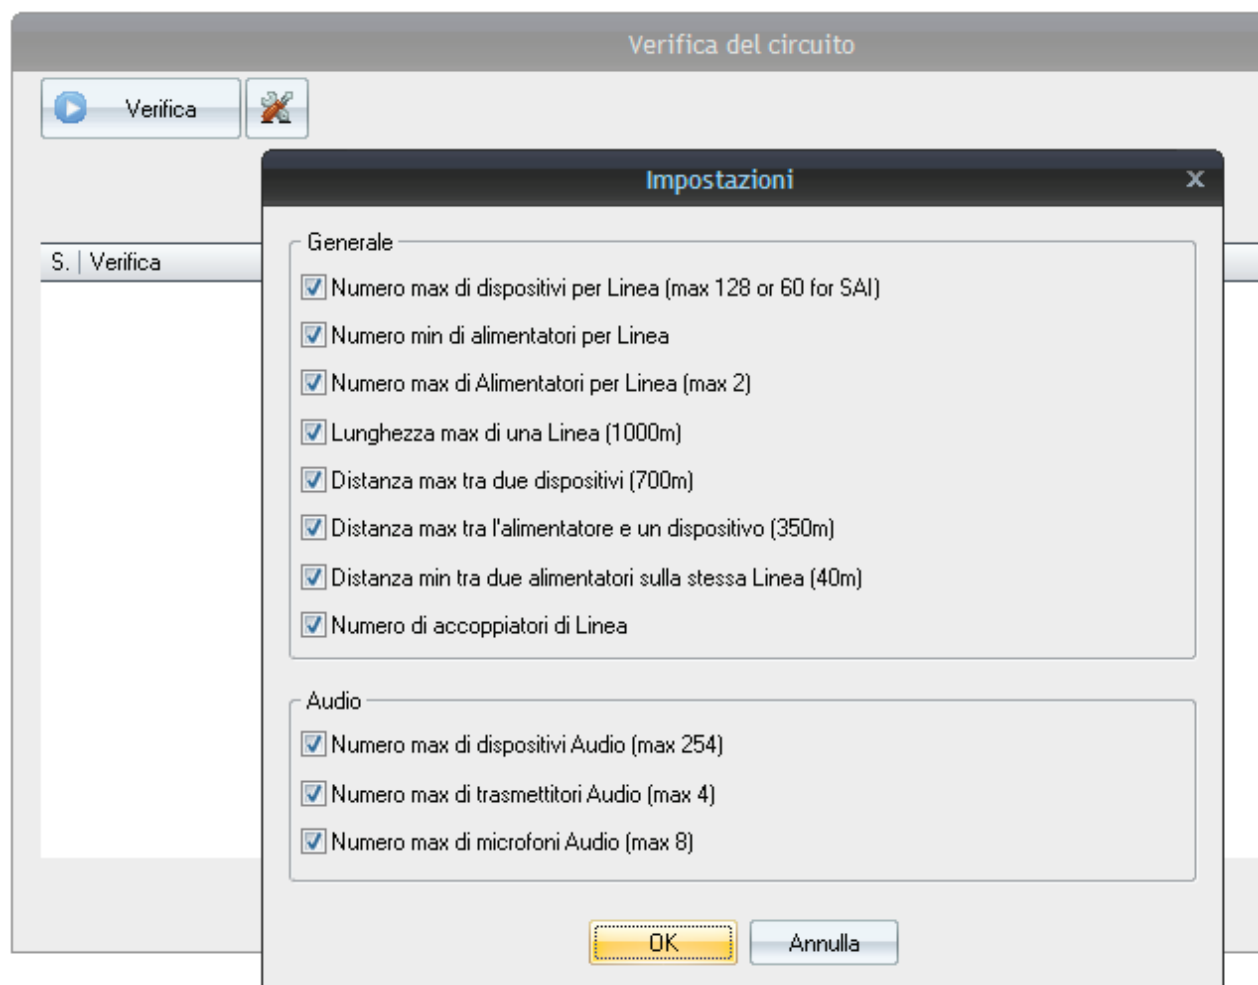 Verifica del circuito
Verifica
Impostazioni
x
Generale
S. | Verifica
Numero max di dispositivi per Linea (max 128 or 60 for SAI)
Numero min di alimentatori per Linea
Numero max di Alimentatori per Linea (max 2)
Lunghezza max di una Linea (1000m)
Distanza max tra due dispositivi (700m)
Distanza max tra l'alimentatore e un dispositivo (350m)
Distanza min tra due alimentatori sulla stessa Linea (40m)
Numero di accoppiatori di Linea
Audio
Numero max di dispositivi Audio (max 254)
Numero max di trasmettitori Audio (max 4)
Numero max di microfoni Audio (max 8)
OK Annulla